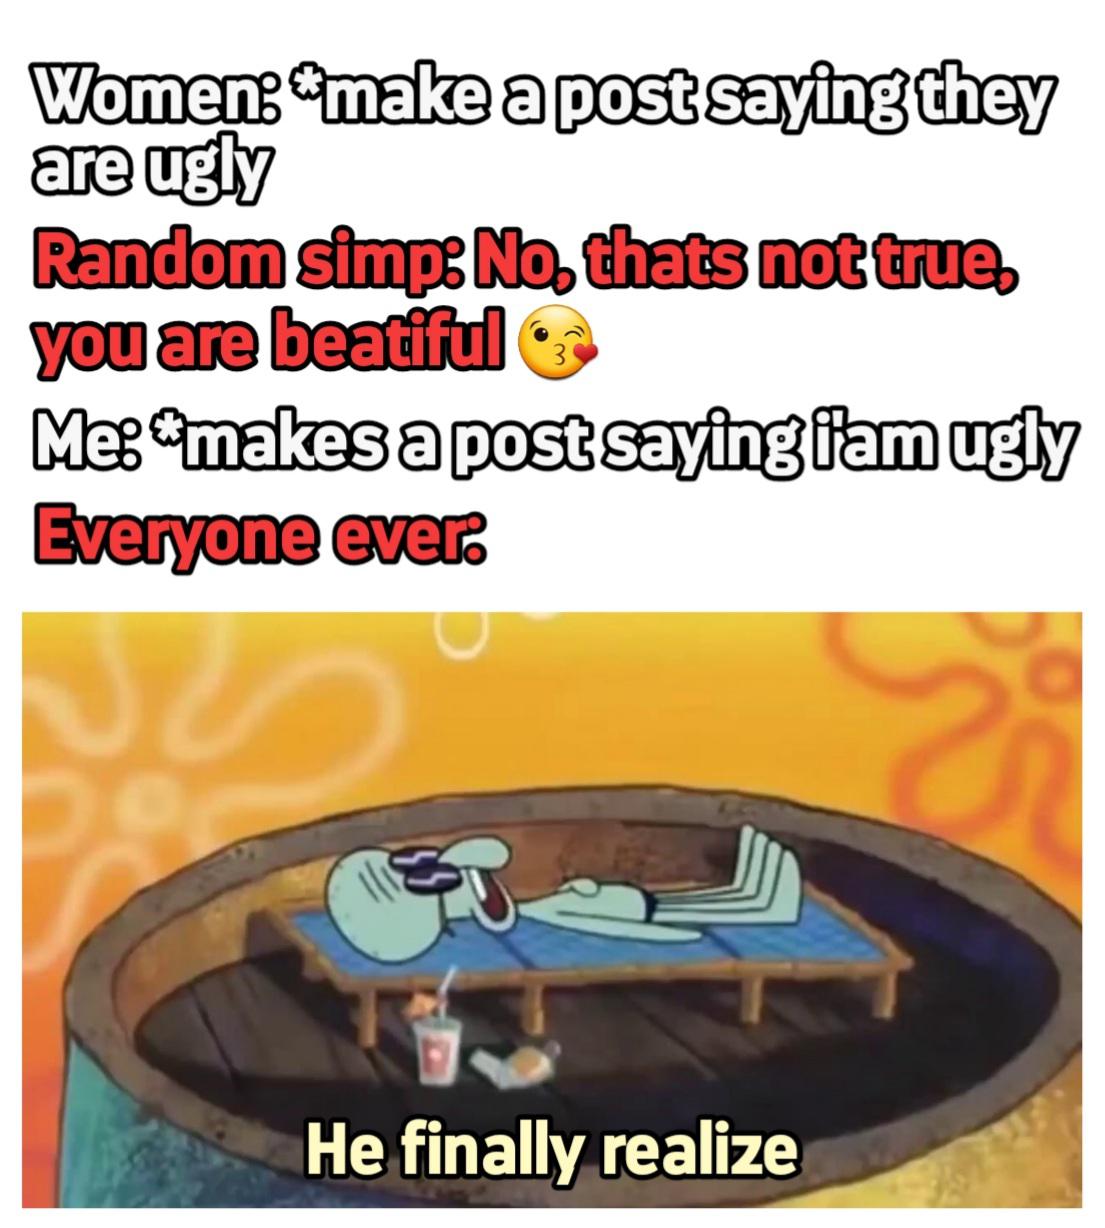 Women: *make a post saying they
are ugly
Random simp: No, thats not true,
you are beatiful 😘
Me: *makes a post saying i'am ugly
Everyone ever:
He finally realize